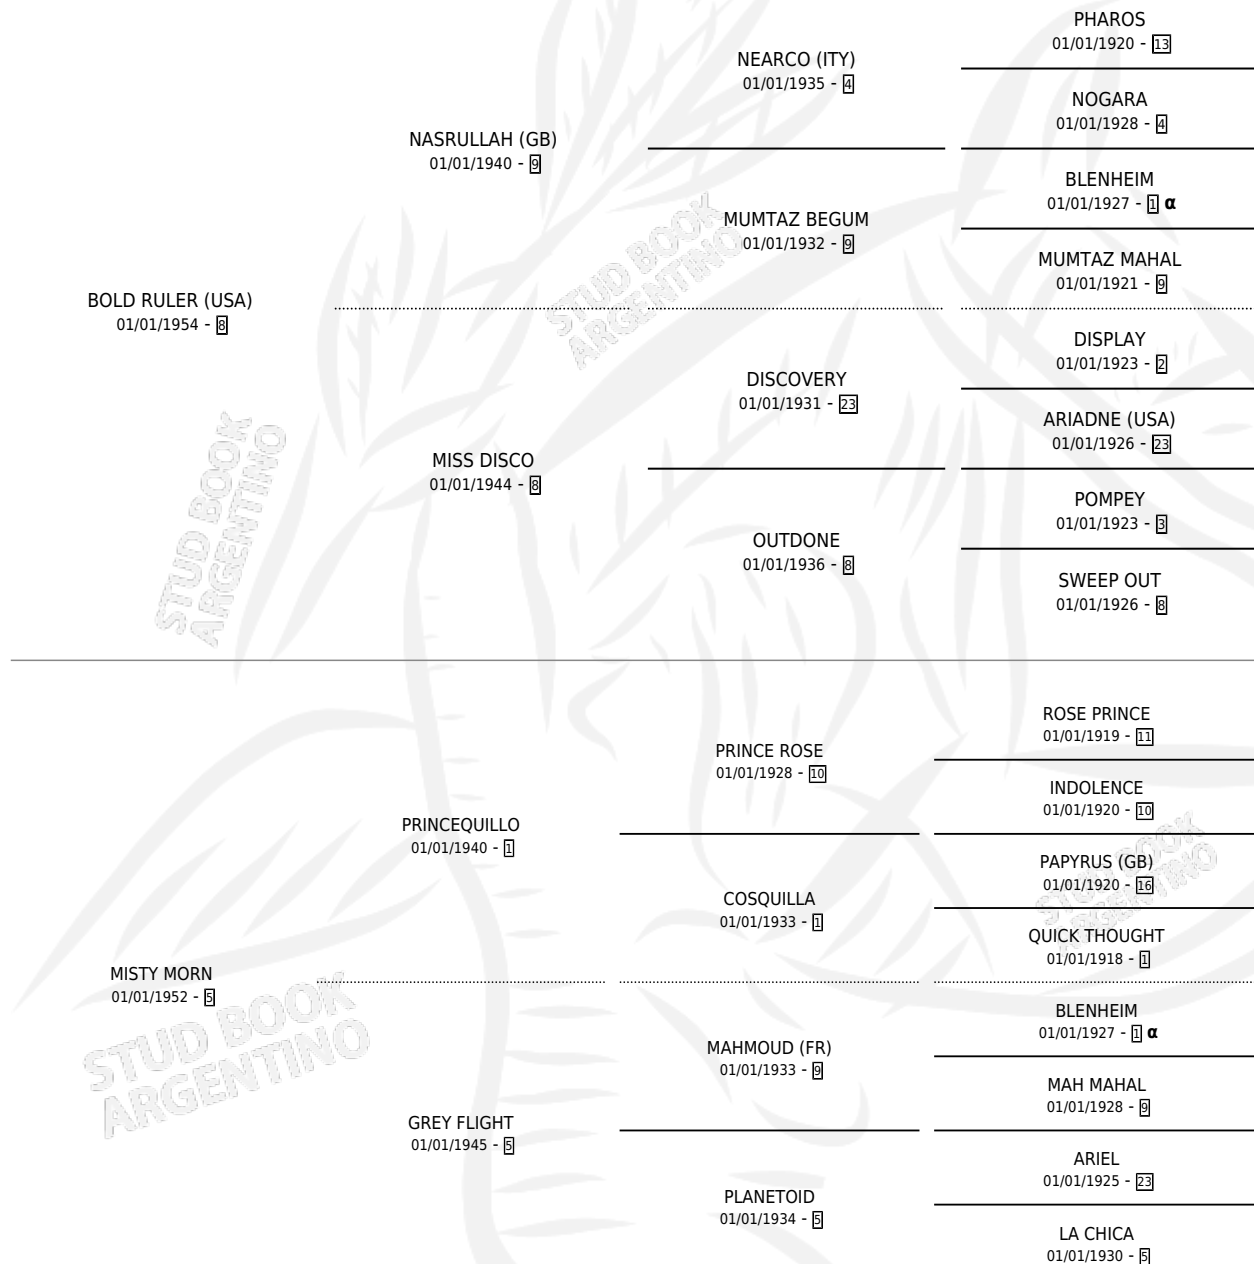 PHAROS
01/01/1920 - 13
NEARCO (ITY)
01/01/1935 - 4
NOGARA
01/01/1928 - 4
NASRULLAH (GB)
01/01/1940 - 9
BLENHEIM
01/01/1927 - 1 α
MUMTAZ BEGUM
01/01/1932 - 9
MUMTAZ MAHAL
01/01/1921 - 9
BOLD RULER (USA)
01/01/1954 - 8
DISPLAY
01/01/1923 - 2
DISCOVERY
01/01/1931 - 23
ARIADNE (USA)
01/01/1926 - 23
MISS DISCO
01/01/1944 - 8
POMPEY
01/01/1923 - 3
OUTDONE
01/01/1936 - 8
SWEEP OUT
01/01/1926 - 8
ROSE PRINCE
01/01/1919 - 11
PRINCE ROSE
01/01/1928 - 10
INDOLENCE
01/01/1920 - 10
PRINCEQUILLO
01/01/1940 - 1
PAPYRUS (GB)
01/01/1920 - 16
COSQUILLA
01/01/1933 - 1
QUICK THOUGHT
01/01/1918 - 1
MISTY MORN
01/01/1952 - 5
BLENHEIM
01/01/1927 - 1 α
MAHMOUD (FR)
01/01/1933 - 9
MAH MAHAL
01/01/1928 - 9
GREY FLIGHT
01/01/1945 - 5
ARIEL
01/01/1925 - 23
PLANETOID
01/01/1934 - 5
LA CHICA
01/01/1930 - 5
STUD BOOK
ARGENTINO
STUD BOOK
ARGENTINO
STUD BOOK
ARGENTINO
STUD BOOK
ARGENTINO